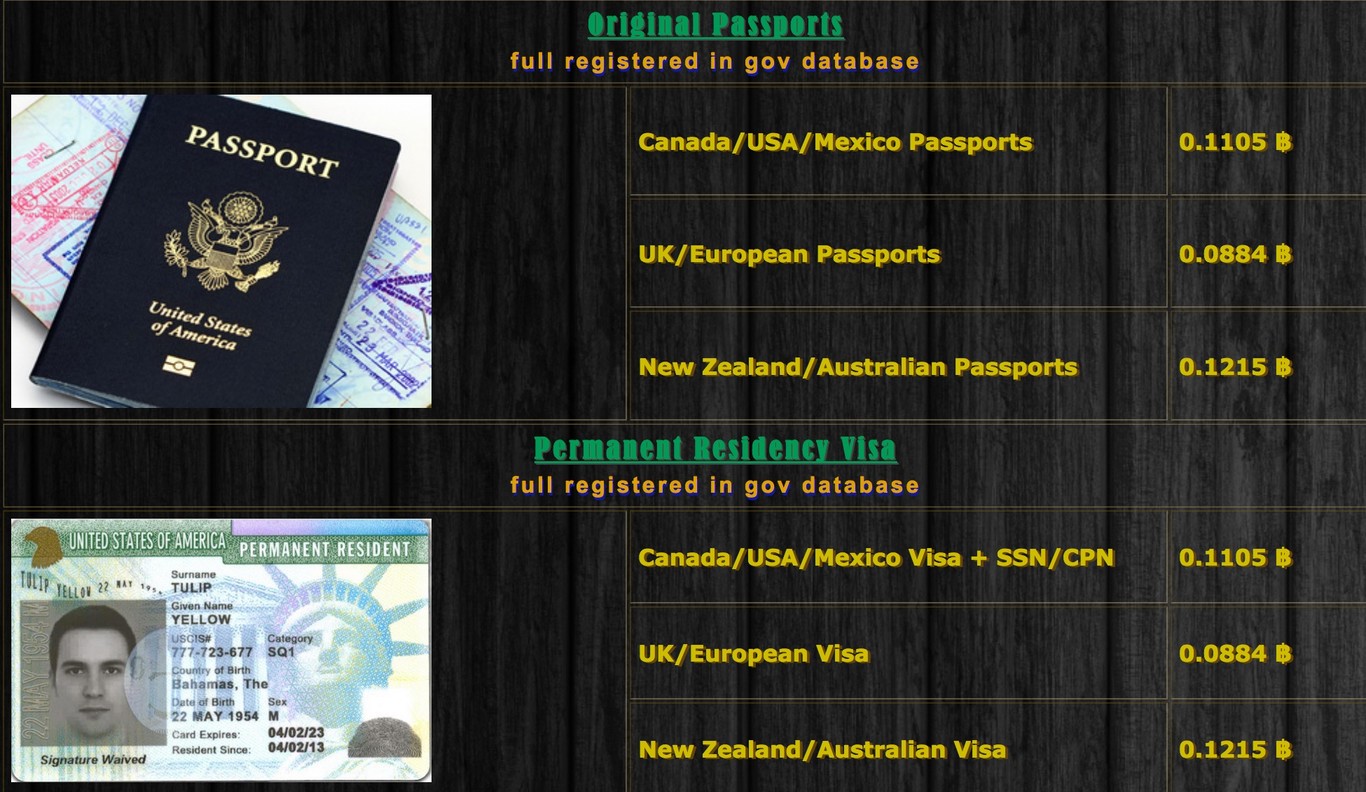 Original Passports
full registered in gov database
PASSPORT
United States
of America
Canada/USA/Mexico Passports 0.1105 ฿
UK/European Passports 0.0884 ฿
New Zealand/Australian Passports 0.1215 ฿
Permanent Residency Visa
full registered in gov database
UNITED STATES OF AMERICA PERMANENT RESIDENT
TULIP YELLOW 22 MAY
Surname
TULIP
Given Name
YELLOW
USCIS# Category
777-723-677 SQ1
Country of Birth
Bahamas, The
Date of Birth Sex
22 MAY 1954 M
Card Expires: 04/02/23
Resident Since: 04/02/13
22 MAY 1954 M
Signature Waived
Canada/USA/Mexico Visa + SSN/CPN 0.1105 ฿
UK/European Visa 0.0884 ฿
New Zealand/Australian Visa 0.1215 ฿